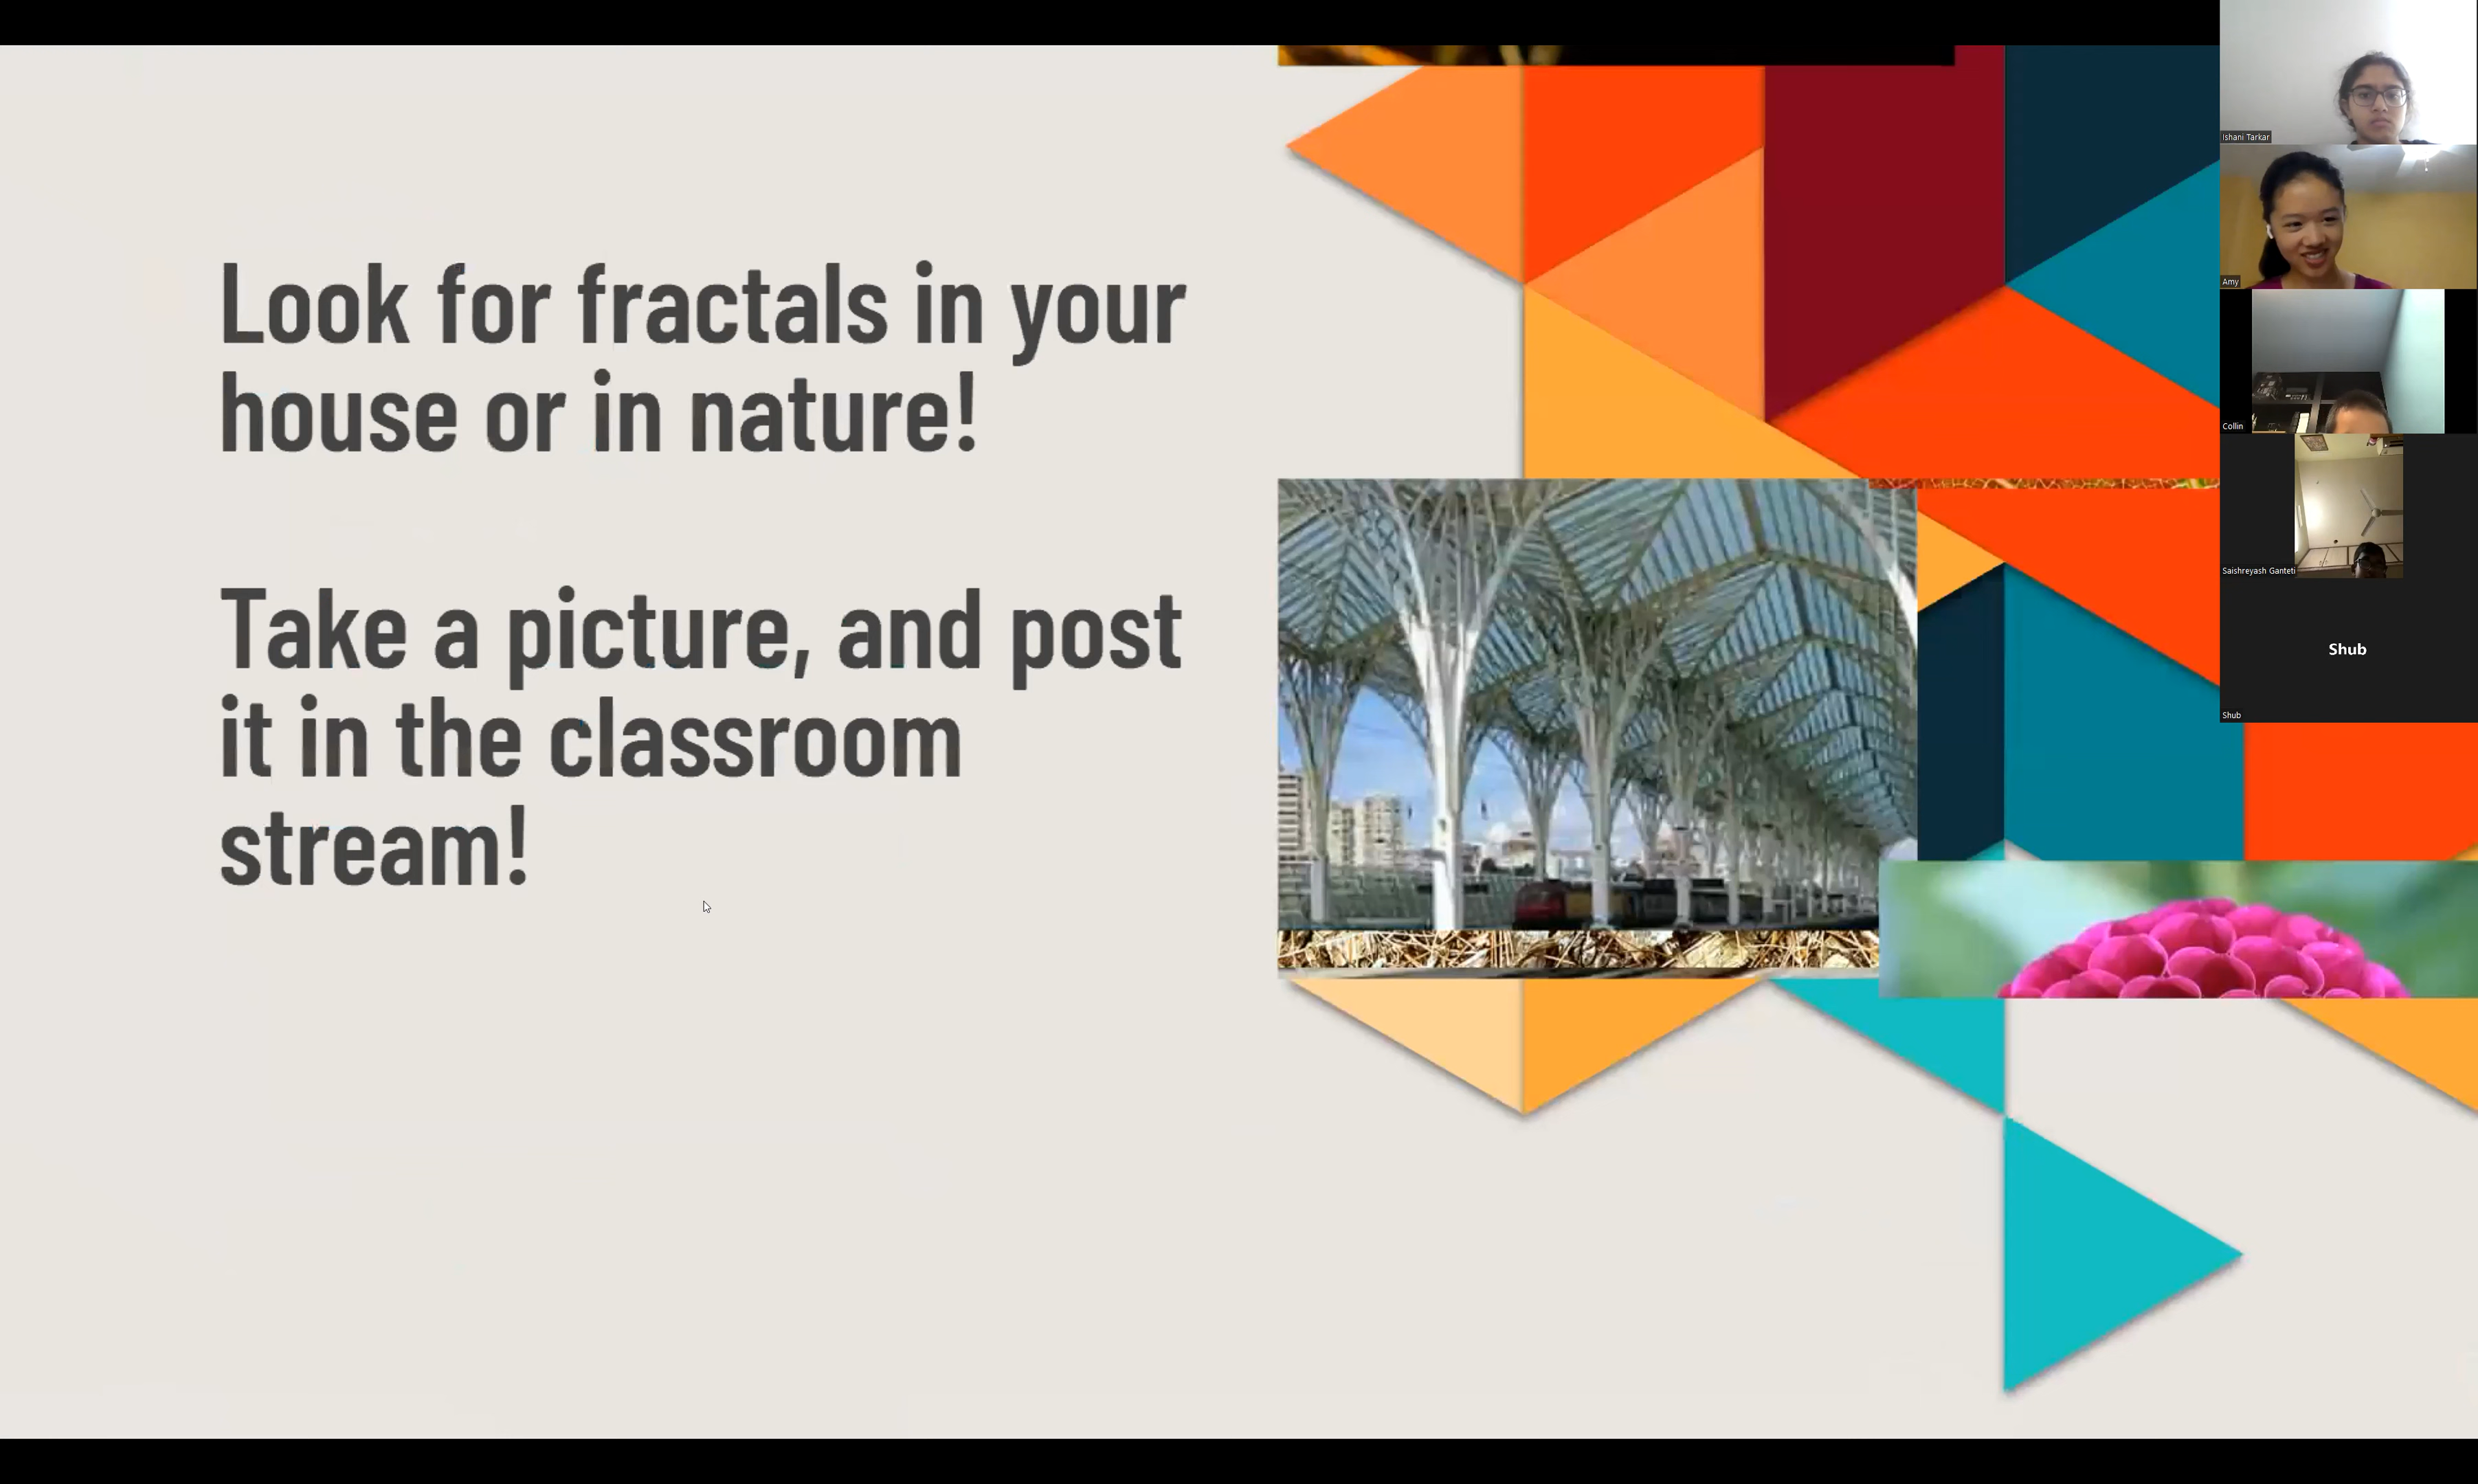 Look for fractals in your
house or in nature!
Take a picture, and post
it in the classroom
stream!
Ishani Tarkar
Amy
Collin
Saishreyash Ganteti
Shub
Shub